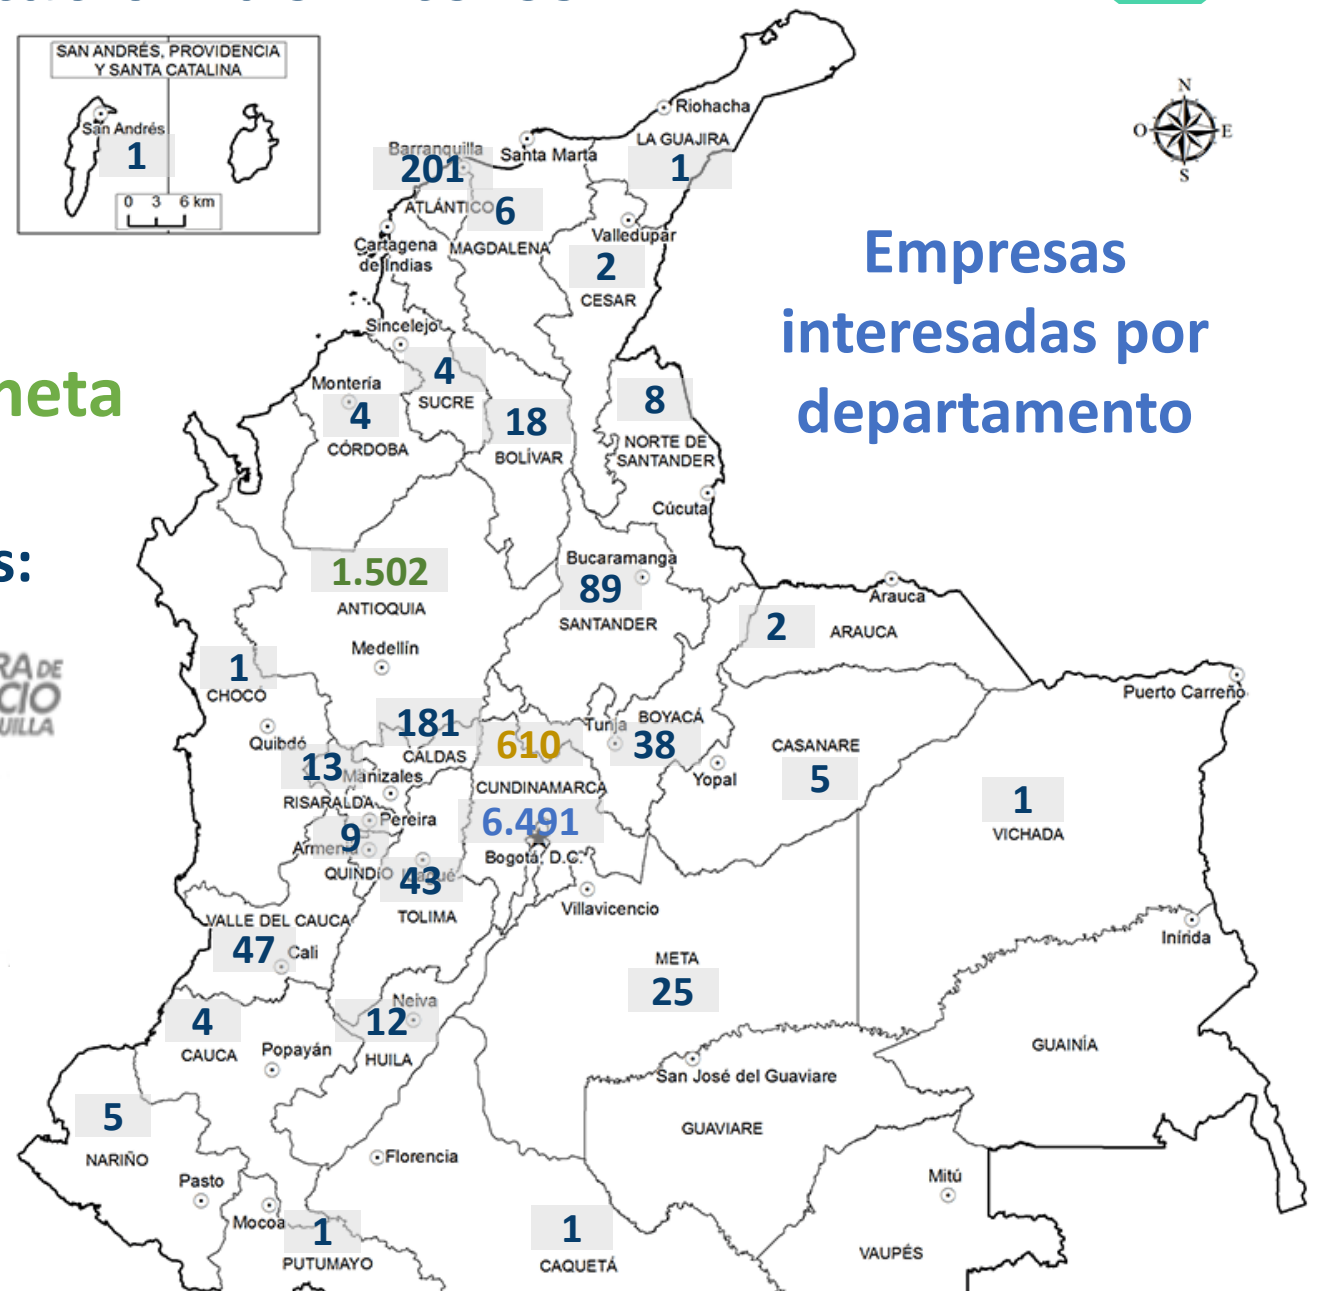 SAN ANDRÉS, PROVIDENCIA
Y SANTA CATALINA
San Andrés
1
0 3 6 km
N
O E
S
Riohacha
LA GUAJIRA
1
Barranquilla
201
ATLÁNTICO
Santa Marta
6
MAGDALENA
Valledupar
2
CESAR
Cartagena
de Indias
Empresas
interesadas por
departamento
Sincelejo
4
SUCRE
Montería
4
CÓRDOBA
18
BOLÍVAR
8
NORTE DE
SANTANDER
Cúcuta
neta
s:
1.502
ANTIOQUIA
Medellín
Bucaramanga
89
SANTANDER
Arauca
2
ARAUCA
RA DE
CIO
UILLA
1
CHOCÓ
Quibdó
181
CALDAS
Manizales
13
RISARALDA
Pereira
610
CUNDINAMARCA
6.491
Bogotá, D.C.
Tunja
BOYACÁ
38
Yopal
CASANARE
5
Puerto Carreño
1
VICHADA
Armenia
9
QUINDÍO
Ibagué
43
TOLIMA
Villavicencio
VALLE DEL CAUCA
47
Cali
META
25
Inírida
4
CAUCA
Popayán
Neiva
12
HUILA
San José del Guaviare
GUAINÍA
5
NARIÑO
Pasto
Florencia
GUAVIARE
Mitú
Mocoa
1
PUTUMAYO
1
CAQUETÁ
VAUPÉS